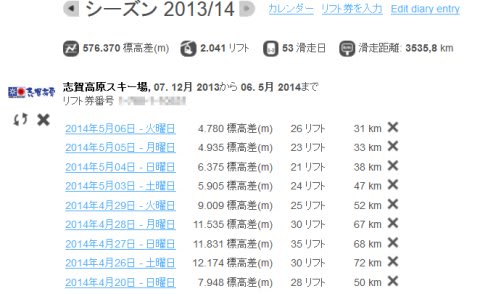 シーズン 2013/14 カレンダー リフト券を入力 Edit diary entry
576.370 標高差(m) 2.041 リフト 53 滑走日 滑走距離: 3535,8 km
志賀高原 志賀高原スキー場, 07. 12月 2013から 06. 5月 2014まで
リフト券番号
2014年5月06日 - 火曜日 4.780 標高差(m) 26 リフト 31 km
2014年5月05日 - 月曜日 4.935 標高差(m) 23 リフト 33 km
2014年5月04日 - 日曜日 6.375 標高差(m) 21 リフト 38 km
2014年5月03日 - 土曜日 5.905 標高差(m) 24 リフト 47 km
2014年4月29日 - 火曜日 9.009 標高差(m) 25 リフト 52 km
2014年4月28日 - 月曜日 11.535 標高差(m) 30 リフト 67 km
2014年4月27日 - 日曜日 11.831 標高差(m) 35 リフト 68 km
2014年4月26日 - 土曜日 12.174 標高差(m) 30 リフト 72 km
2014年4月20日 - 日曜日 7.948 標高差(m) 28 リフト 50 km